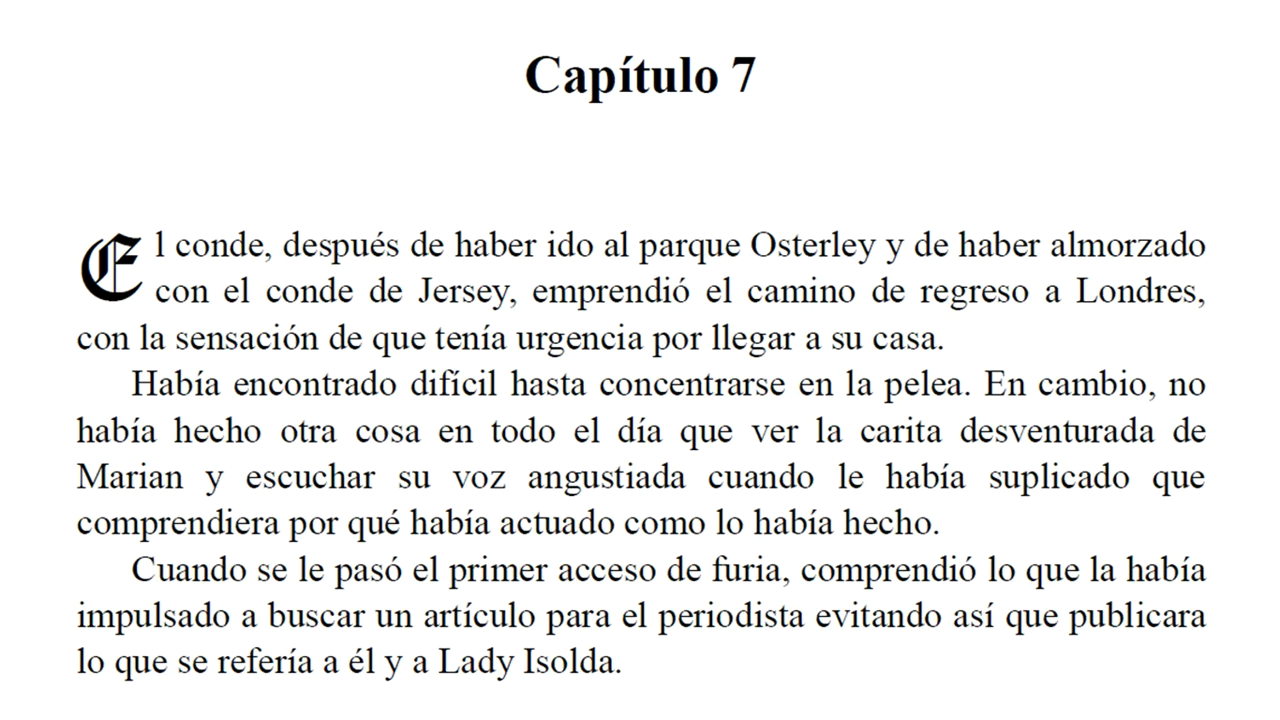 Capítulo 7
El conde, después de haber ido al parque Osterley y de haber almorzado
con el conde de Jersey, emprendió el camino de regreso a Londres,
con la sensación de que tenía urgencia por llegar a su casa.
Había encontrado difícil hasta concentrarse en la pelea. En cambio, no
había hecho otra cosa en todo el día que ver la carita desventurada de
Marian y escuchar su voz angustiada cuando le había suplicado que
comprendiera por qué había actuado como lo había hecho.
Cuando se le pasó el primer acceso de furia, comprendió lo que la había
impulsado a buscar un artículo para el periodista evitando así que publicara
lo que se refería a él y a Lady Isolda.